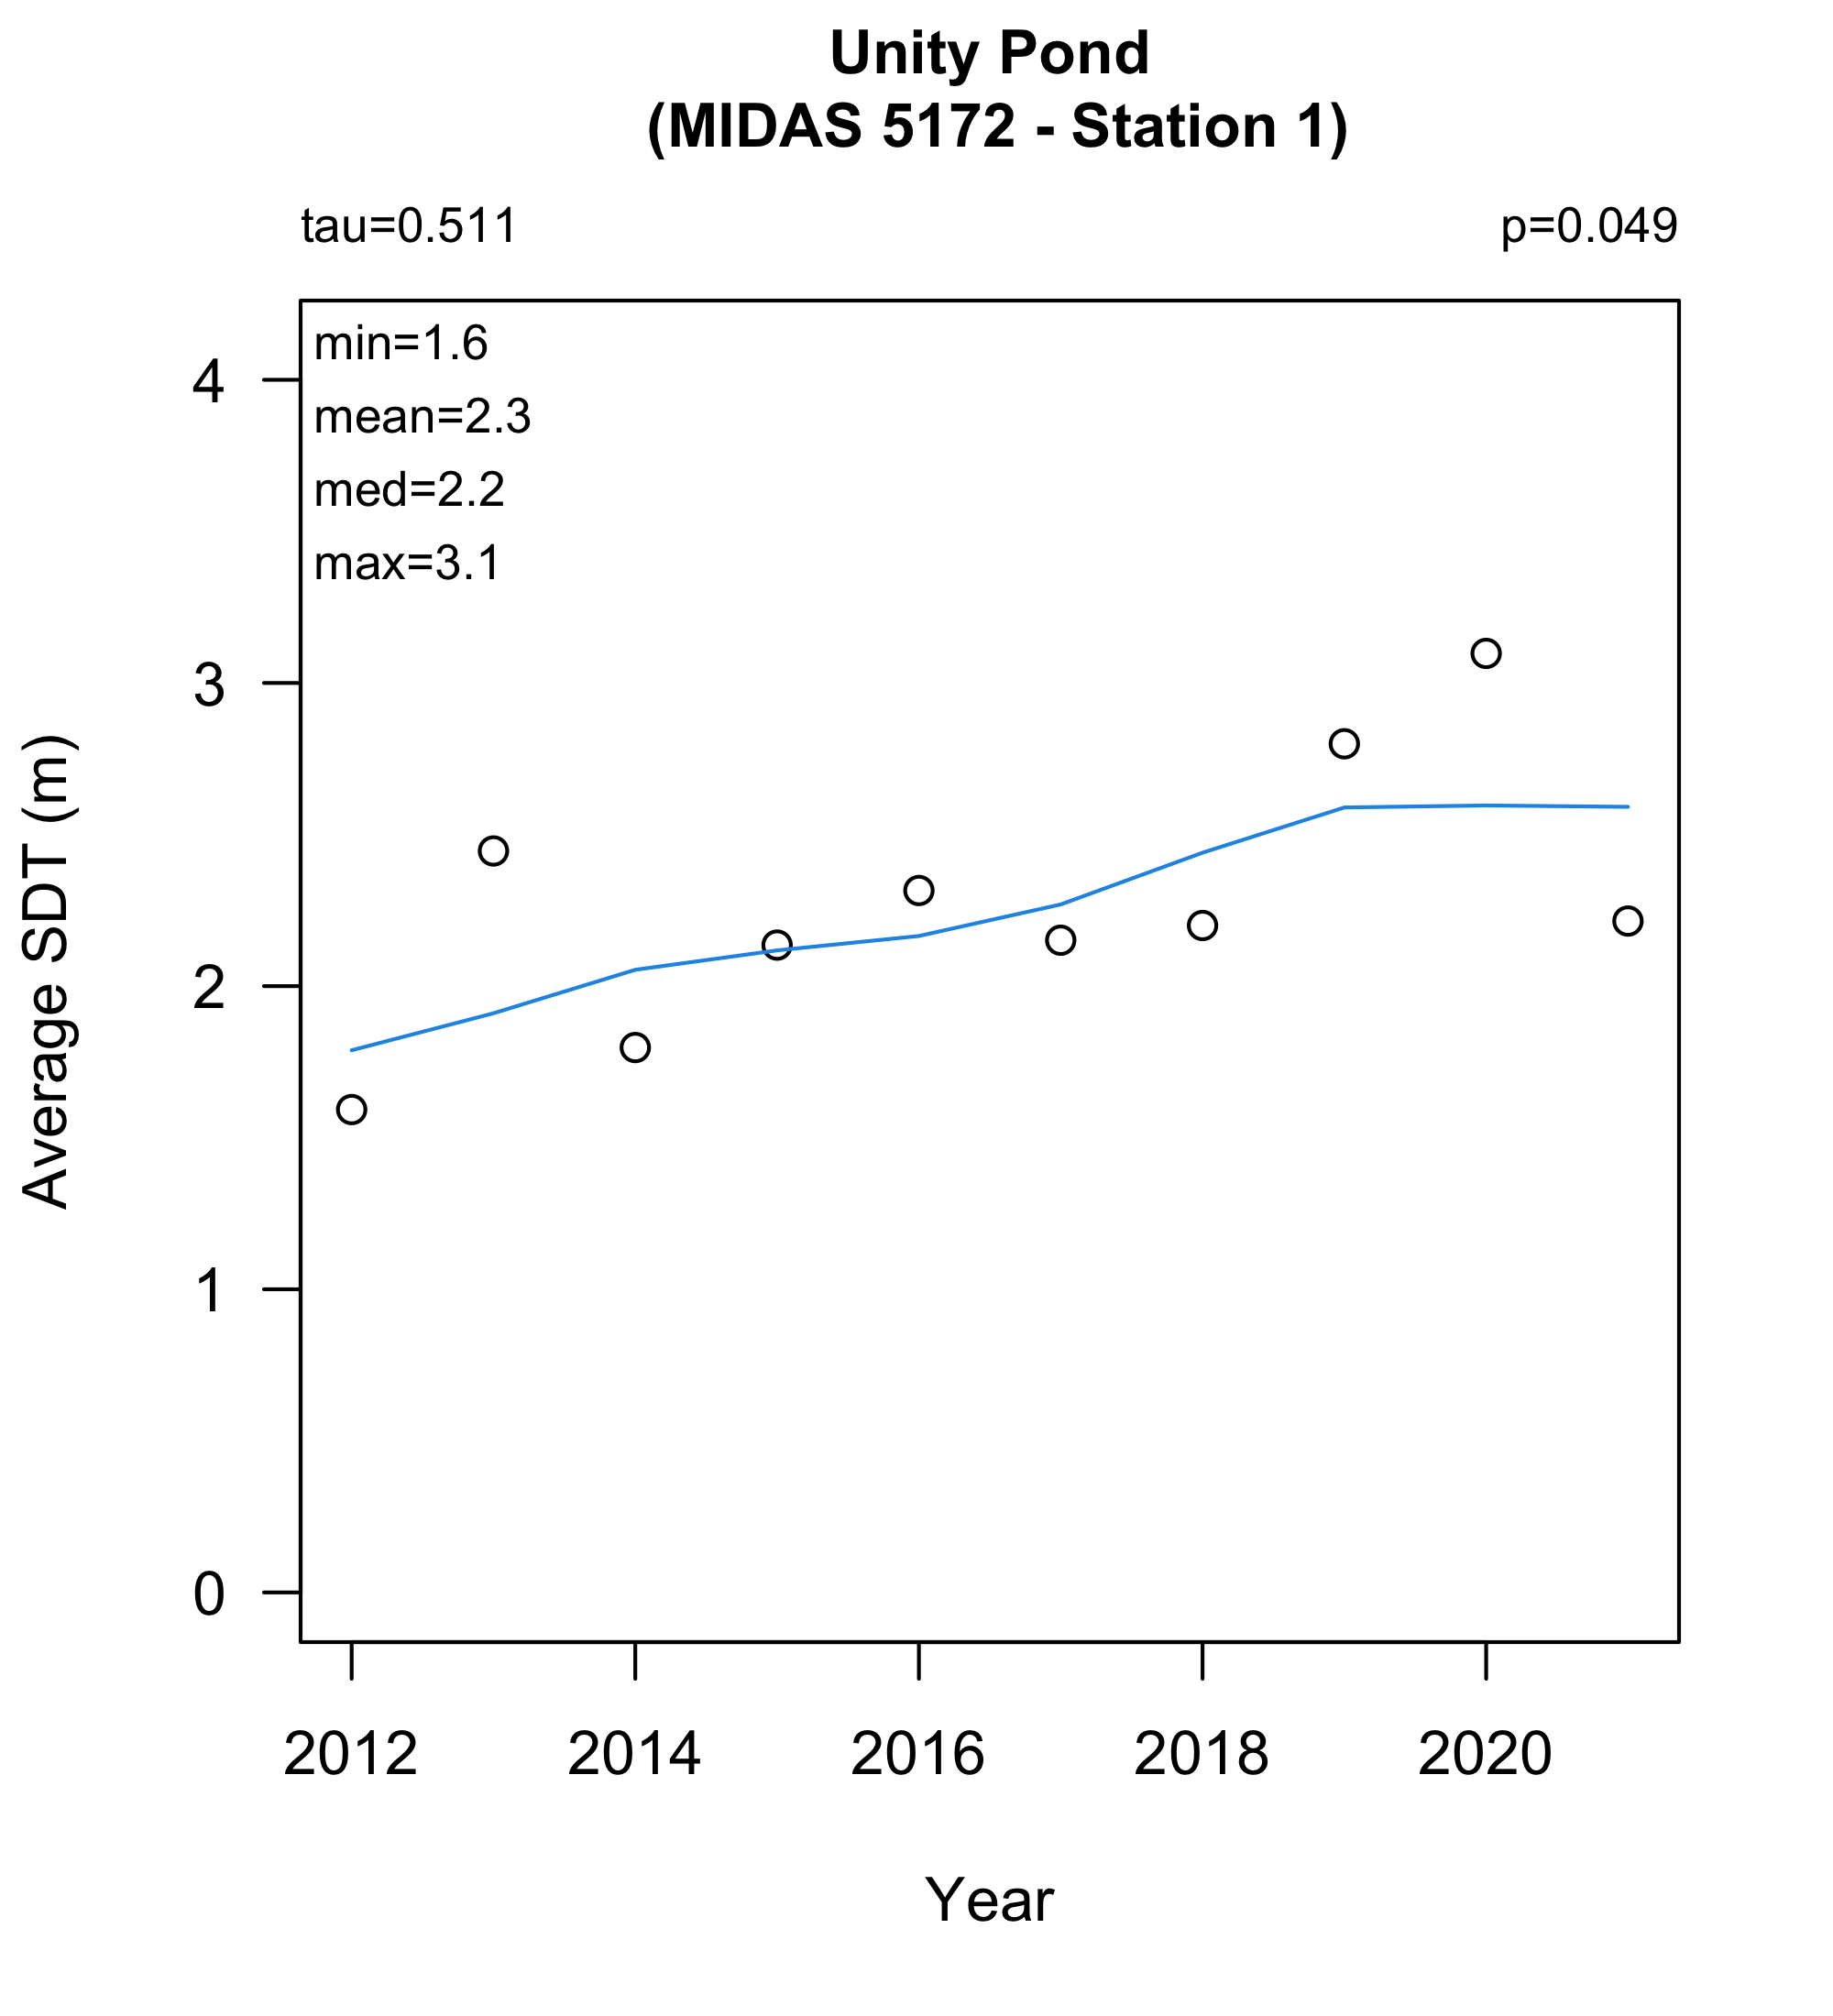 Unity Pond
(MIDAS 5172 - Station 1)
tau=0.511
p=0.049
min=1.6
mean=2.3
med=2.2
max=3.1
4
3
2
1
0
Average SDT (m)
2012
2014
2016
2018
2020
Year